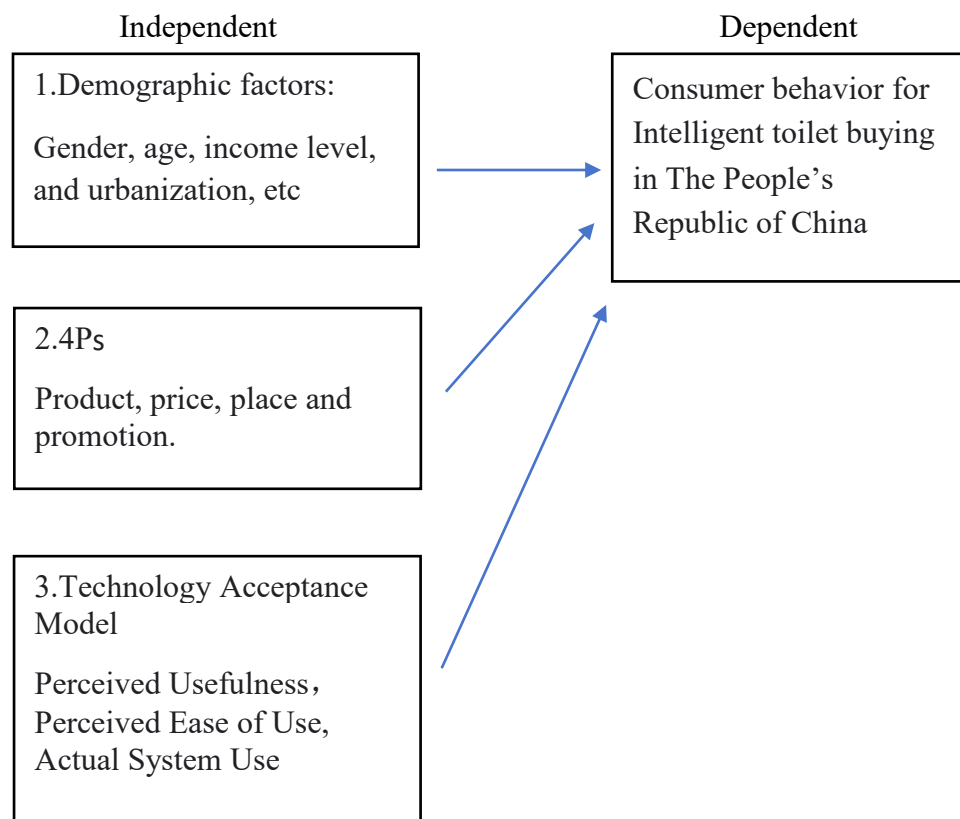 Independent
Dependent
1.Demographic factors:
Gender, age, income level,
and urbanization, etc
Consumer behavior for
Intelligent toilet buying
in The People’s
Republic of China
2.4Ps
Product, price, place and
promotion.
3.Technology Acceptance
Model
Perceived Usefulness，
Perceived Ease of Use,
Actual System Use